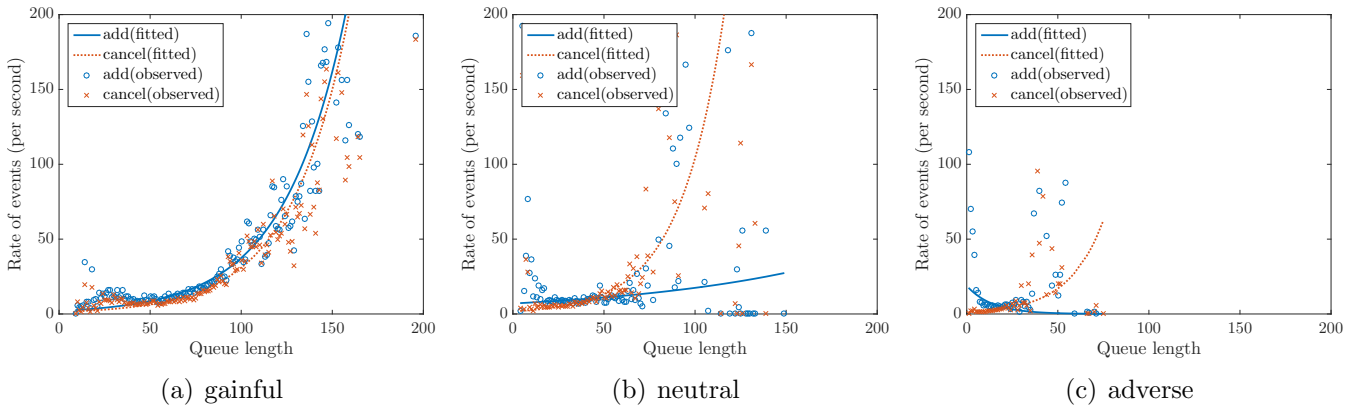 Rate of events (per second)
200
150
100
50
0
add(fitted)
cancel(fitted)
add(observed)
cancel(observed)
0 50 100 150 200
Queue length
(a) gainful
Rate of events (per second)
200
150
100
50
0
add(fitted)
cancel(fitted)
add(observed)
cancel(observed)
0 50 100 150 200
Queue length
(b) neutral
Rate of events (per second)
200
150
100
50
0
add(fitted)
cancel(fitted)
add(observed)
cancel(observed)
0 50 100 150 200
Queue length
(c) adverse